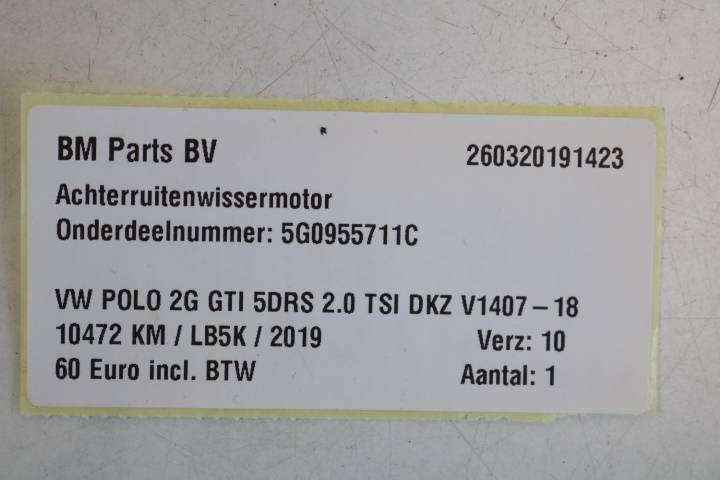 BM Parts BV 260320191423
Achterruitenwissermotor
Onderdeelnummer: 5G0955711C
VW POLO 2G GTI 5DRS 2.0 TSI DKZ V1407 – 18
10472 KM / LB5K / 2019 Verz: 10
60 Euro incl. BTW Aantal: 1